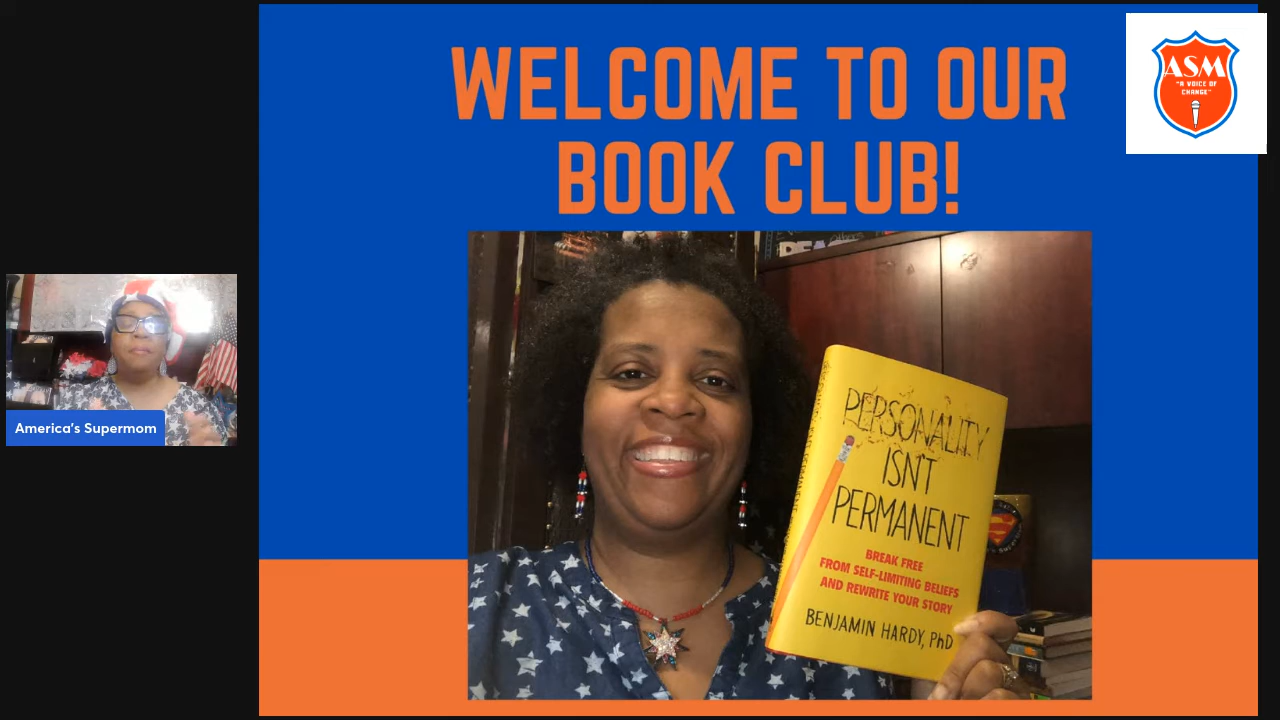 WELCOME TO OUR
BOOK CLUB!
ASM
"A VOICE OF
CHANGE"
PERSONALITY
ISN'T
PERMANENT
BREAK FREE
FROM SELF-LIMITING BELIEFS
AND REWRITE YOUR STORY
BENJAMIN HARDY, PhD
America's Supermom